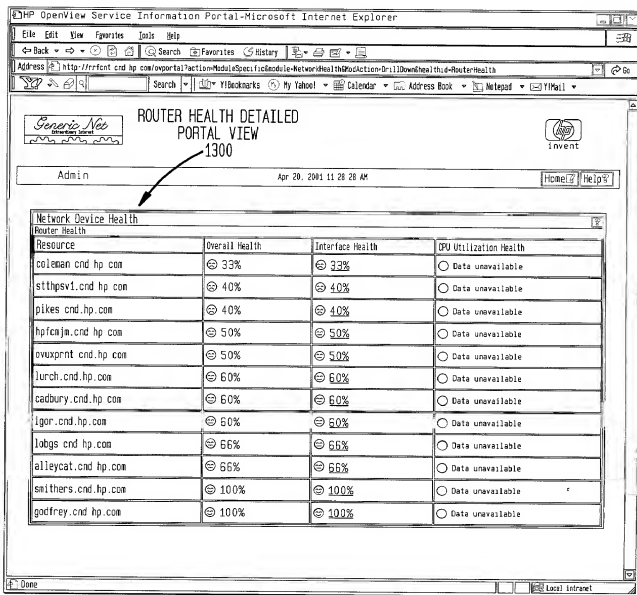 HP OpenView Service Information Portal-Microsoft Internet Explorer
File Edit View Favorites Tools Help
Back Search Favorites History
Address http://rrfcnt cnd hp com/ovportal?action=ModuleSpecific&module=NetworkHealth&ModAction=DrillDown&healthid=RouterHealth Go
Y! Search Y!Bookmarks My Yahoo! Calendar Address Book Notepad Y!Mail
Generic Net
Extraordinary Internet
ROUTER HEALTH DETAILED
PORTAL VIEW
1300
hp
invent
Admin Apr 20, 2001 11 28 28 AM Home Help?
Network Device Health ?
Router Health
Resource Overall Health Interface Health CPU Utilization Health
coleman cnd hp com 33% 33% Data unavailable
stthpsv1.cnd hp com 40% 40% Data unavailable
pikes cnd.hp.com 40% 40% Data unavailable
hpfcmjm.cnd hp com 50% 50% Data unavailable
ovuxprnt cnd.hp.com 50% 50% Data unavailable
lurch.cnd.hp.com 60% 60% Data unavailable
cadbury.cnd.hp.com 60% 60% Data unavailable
igor.cnd.hp.com 60% 60% Data unavailable
lobgs cnd hp.com 66% 66% Data unavailable
alleycat.cnd hp.com 66% 66% Data unavailable
smithers.cnd.hp.com 100% 100% Data unavailable
godfrey.cnd hp.com 100% 100% Data unavailable
Done Local intranet